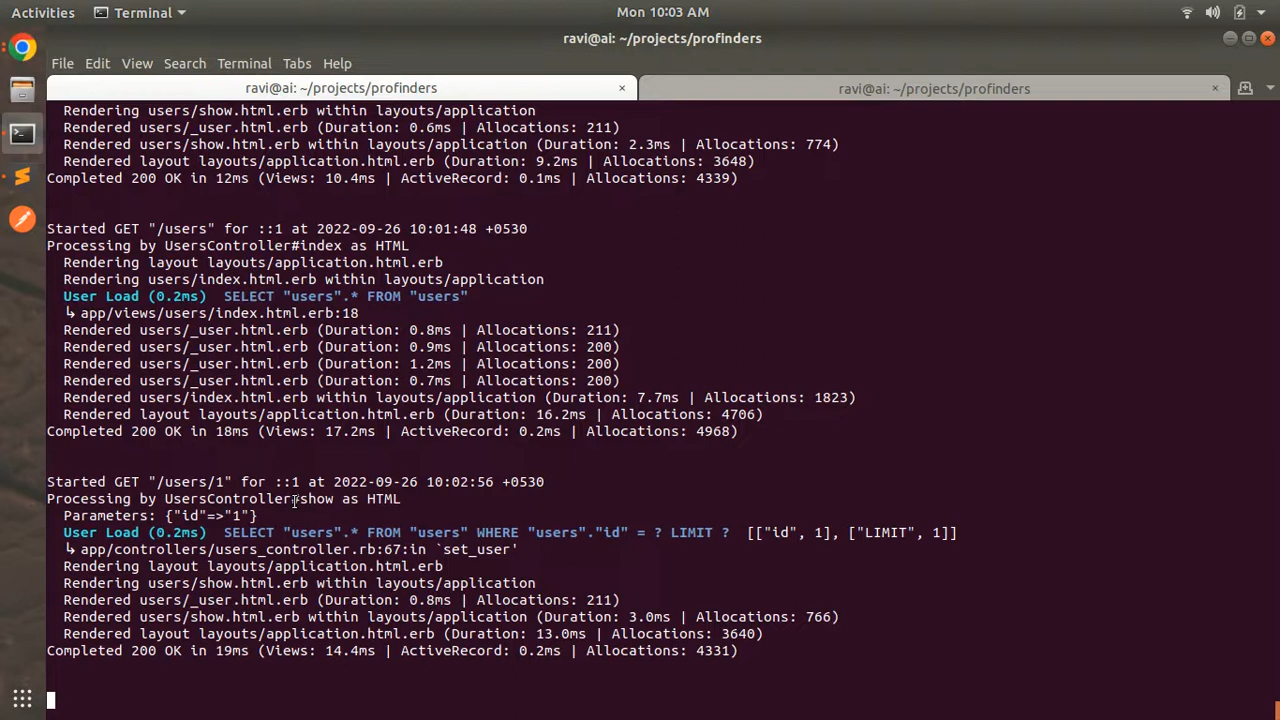 Activities
Terminal
Mon 10:03 AM
ravi@ai: ~/projects/profinders
File Edit View Search Terminal Tabs Help
ravi@ai: ~/projects/profinders × ravi@ai: ~/projects/profinders ×
Rendering users/show.html.erb within layouts/application
Rendered users/_user.html.erb (Duration: 0.6ms | Allocations: 211)
Rendered users/show.html.erb within layouts/application (Duration: 2.3ms | Allocations: 774)
Rendered layout layouts/application.html.erb (Duration: 9.2ms | Allocations: 3648)
Completed 200 OK in 12ms (Views: 10.4ms | ActiveRecord: 0.1ms | Allocations: 4339)
Started GET "/users" for ::1 at 2022-09-26 10:01:48 +0530
Processing by UsersController#index as HTML
Rendering layout layouts/application.html.erb
Rendering users/index.html.erb within layouts/application
User Load (0.2ms) SELECT "users".* FROM "users"
↳ app/views/users/index.html.erb:18
Rendered users/_user.html.erb (Duration: 0.8ms | Allocations: 211)
Rendered users/_user.html.erb (Duration: 0.9ms | Allocations: 200)
Rendered users/_user.html.erb (Duration: 1.2ms | Allocations: 200)
Rendered users/_user.html.erb (Duration: 0.7ms | Allocations: 200)
Rendered users/index.html.erb within layouts/application (Duration: 7.7ms | Allocations: 1823)
Rendered layout layouts/application.html.erb (Duration: 16.2ms | Allocations: 4706)
Completed 200 OK in 18ms (Views: 17.2ms | ActiveRecord: 0.2ms | Allocations: 4968)
Started GET "/users/1" for ::1 at 2022-09-26 10:02:56 +0530
Processing by UsersController#show as HTML
Parameters: {"id"=>"1"}
User Load (0.2ms) SELECT "users".* FROM "users" WHERE "users"."id" = ? LIMIT ? [["id", 1], ["LIMIT", 1]]
↳ app/controllers/users_controller.rb:67:in `set_user'
Rendering layout layouts/application.html.erb
Rendering users/show.html.erb within layouts/application
Rendered users/_user.html.erb (Duration: 0.8ms | Allocations: 211)
Rendered users/show.html.erb within layouts/application (Duration: 3.0ms | Allocations: 766)
Rendered layout layouts/application.html.erb (Duration: 13.0ms | Allocations: 3640)
Completed 200 OK in 19ms (Views: 14.4ms | ActiveRecord: 0.2ms | Allocations: 4331)